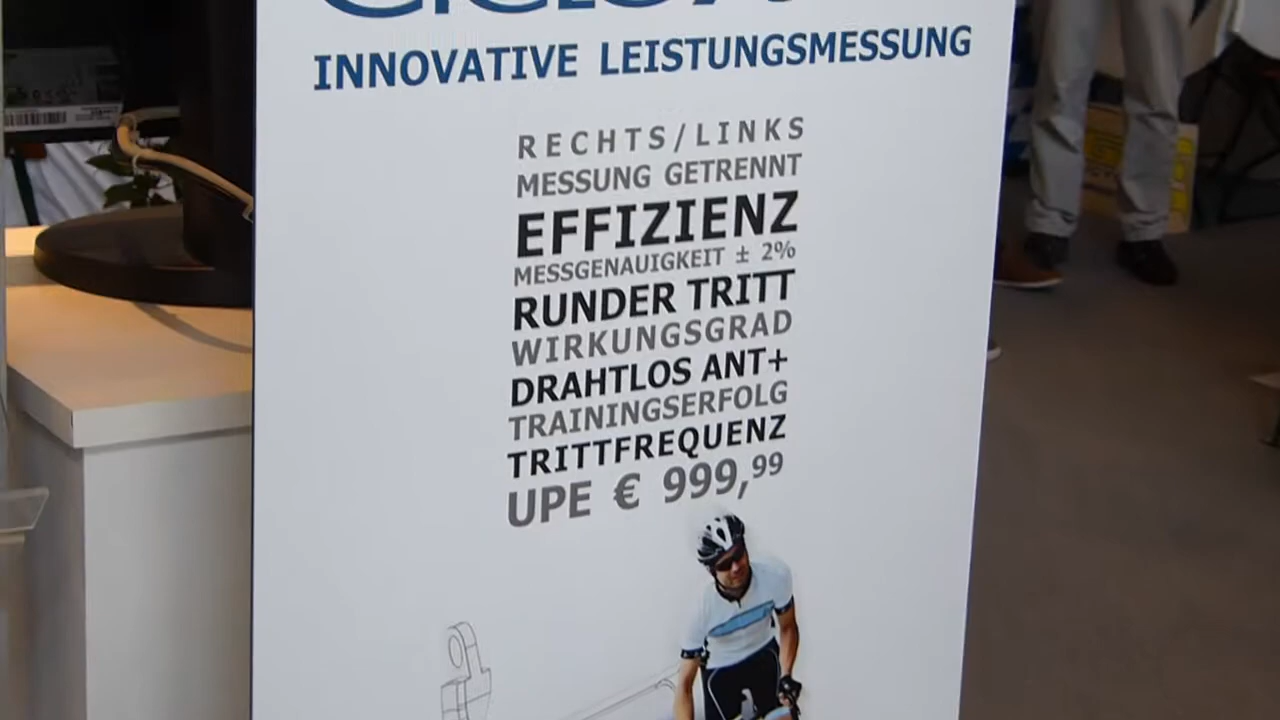 INNOVATIVE LEISTUNGSMESSUNG
RECHTS/LINKS
MESSUNG GETRENNT
EFFIZIENZ
MESSGENAUIGKEIT ± 2%
RUNDER TRITT
WIRKUNGSGRAD
DRAHTLOS ANT+
TRAININGSERFOLG
TRITTFREQUENZ
UPE € 999,99